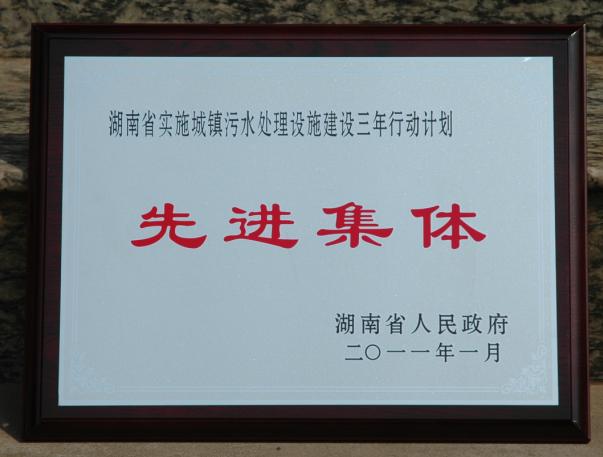 湖南省实施城镇污水处理设施建设三年行动计划
先进集体
湖南省人民政府
二〇一一年一月